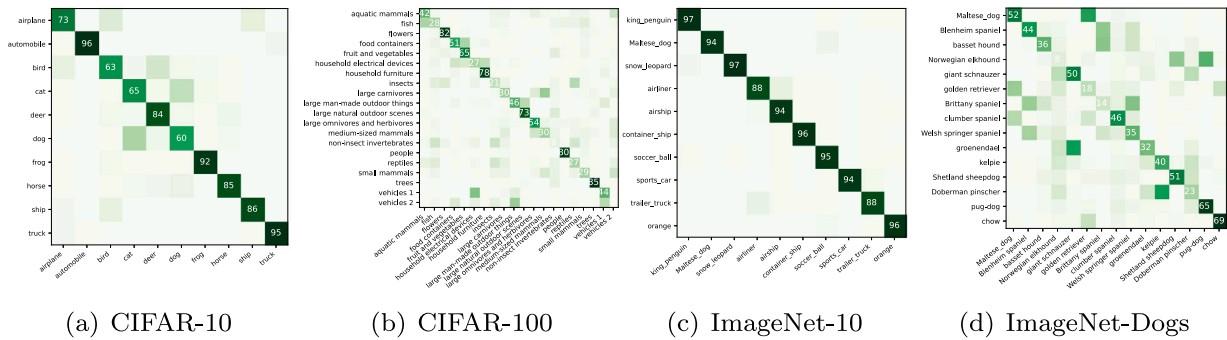 airplane
automobile
bird
cat
deer
dog
frog
horse
ship
truck
73
96
63
65
84
60
92
85
86
95
airplane
automobile
bird
cat
deer
dog
frog
horse
ship
truck
(a) CIFAR-10
aquatic mammals
fish
flowers
food containers
fruit and vegetables
household electrical devices
household furniture
insects
large carnivores
large man-made outdoor things
large natural outdoor scenes
large omnivores and herbivores
medium-sized mammals
non-insect invertebrates
people
reptiles
small mammals
trees
vehicles 1
vehicles 2
42
28
82
51
55
27
78
21
30
46
73
54
30
80
27
29
85
44
aquatic mammals
fish
flowers
food containers
fruit and vegetables
household electrical devices
household furniture
insects
large carnivores
large man-made outdoor things
large natural outdoor scenes
large omnivores and herbivores
medium-sized mammals
non-insect invertebrates
people
reptiles
small mammals
trees
vehicles 1
vehicles 2
(b) CIFAR-100
king_penguin
Maltese_dog
snow_leopard
airliner
airship
container_ship
soccer_ball
sports_car
trailer_truck
orange
97
94
97
88
94
96
95
94
88
96
king_penguin
Maltese_dog
snow_leopard
airliner
airship
container_ship
soccer_ball
sports_car
trailer_truck
orange
(c) ImageNet-10
Maltese_dog
Blenheim spaniel
basset hound
Norwegian elkhound
giant schnauzer
golden retriever
Brittany spaniel
clumber spaniel
Welsh springer spaniel
groenendael
kelpie
Shetland sheepdog
Doberman pinscher
pug-dog
chow
52
44
36
50
18
14
46
35
32
40
51
23
65
69
Maltese_dog
Blenheim spaniel
basset hound
Norwegian elkhound
giant schnauzer
golden retriever
Brittany spaniel
clumber spaniel
Welsh springer spaniel
groenendael
kelpie
Shetland sheepdog
Doberman pinscher
pug-dog
chow
(d) ImageNet-Dogs